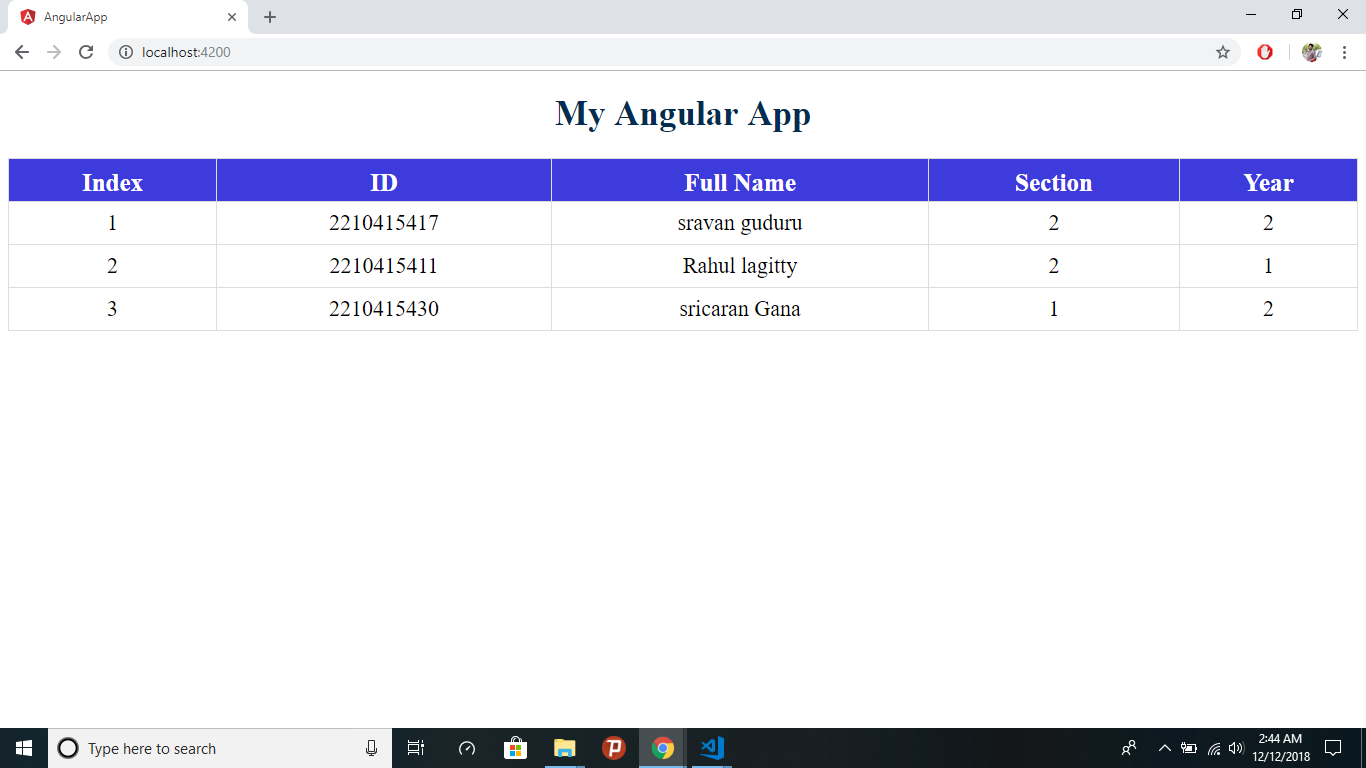 AngularApp
localhost:4200
My Angular App
Index ID Full Name Section Year
1 2210415417 sravan guduru 2 2
2 2210415411 Rahul lagitty 2 1
3 2210415430 sricaran Gana 1 2
Type here to search
2:44 AM
12/12/2018